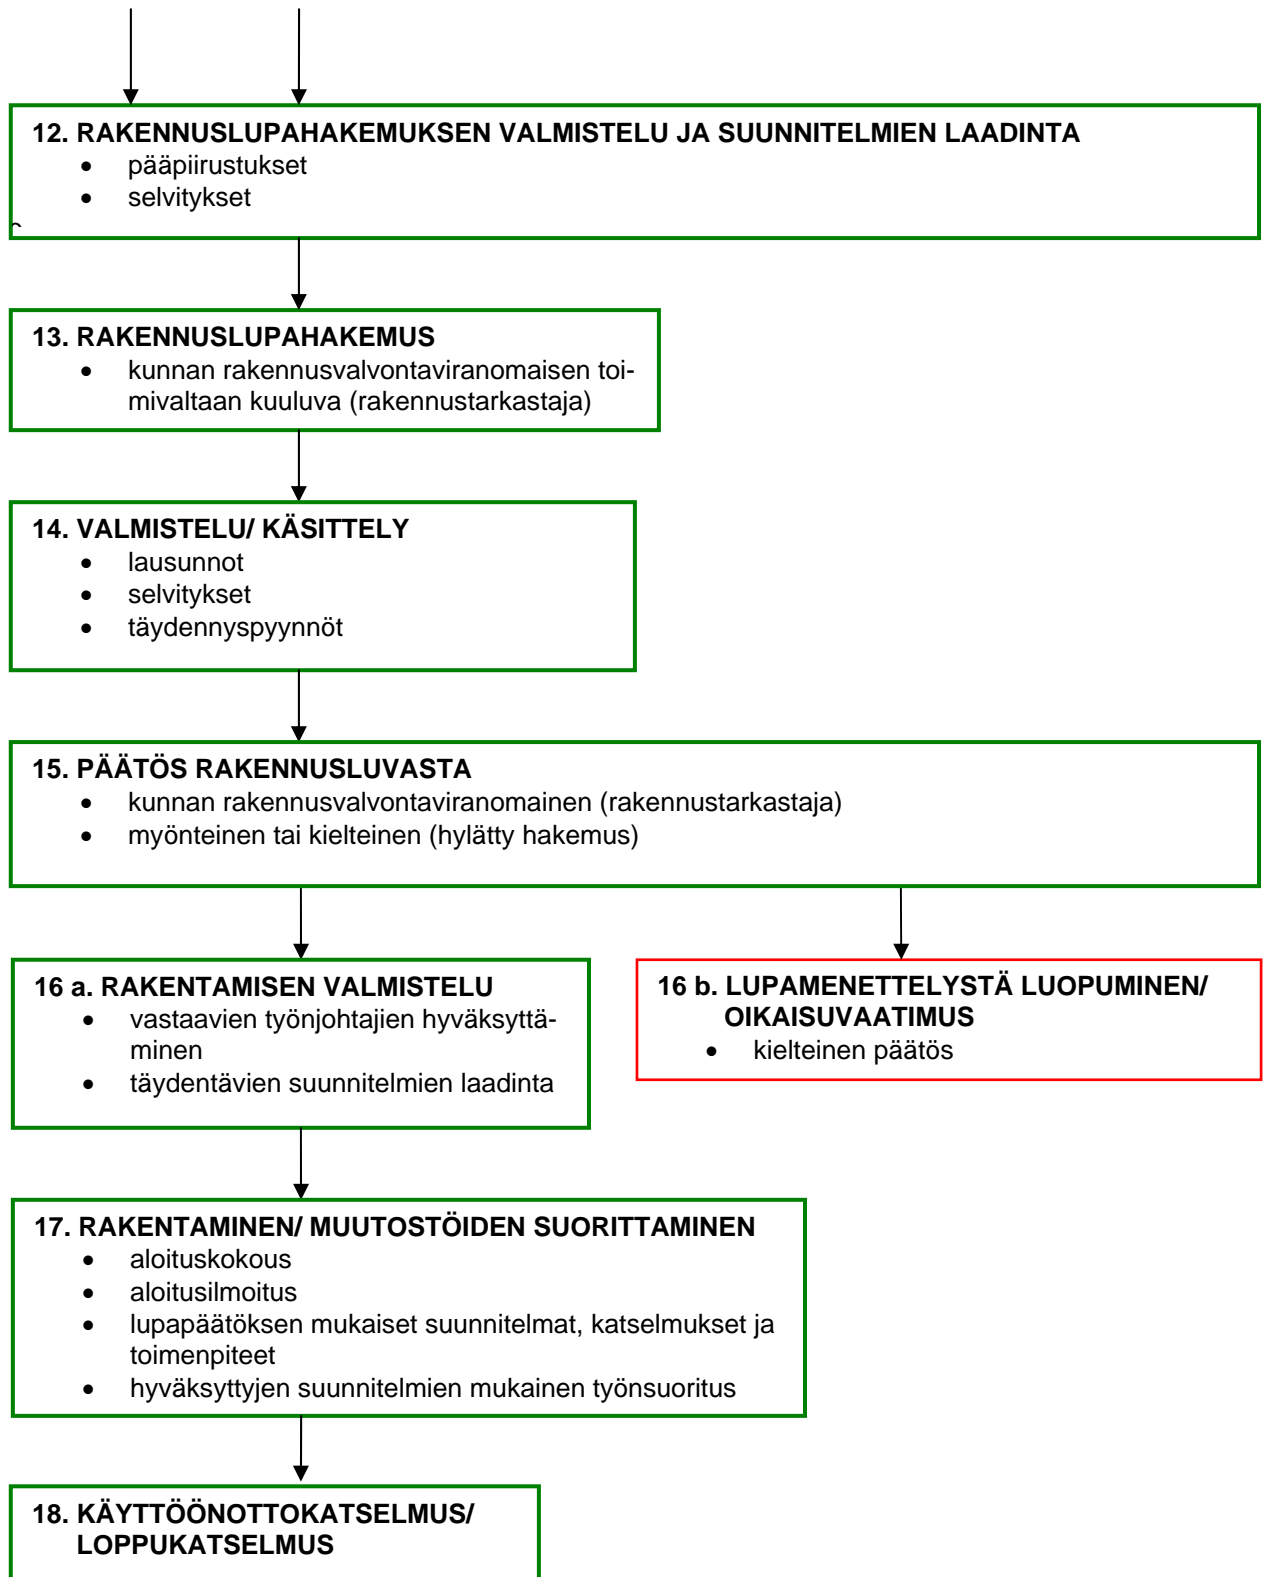 12. RAKENNUSLUPAHAKEMUKSEN VALMISTELU JA SUUNNITELMIEN LAADINTA
• pääpiirustukset
• selvitykset
13. RAKENNUSLUPAHAKEMUS
• kunnan rakennusvalvontaviranomaisen toi-
mivaltaan kuuluva (rakennustarkastaja)
14. VALMISTELU/ KÄSITTELY
• lausunnot
• selvitykset
• täydennyspyynnöt
15. PÄÄTÖS RAKENNUSLUVASTA
• kunnan rakennusvalvontaviranomainen (rakennustarkastaja)
• myönteinen tai kielteinen (hylätty hakemus)
16 a. RAKENTAMISEN VALMISTELU
• vastaavien työnjohtajien hyväksyttä-
minen
• täydentävien suunnitelmien laadinta
16 b. LUPAMENETTELYSTÄ LUOPUMINEN/
OIKAISUVAATIMUS
• kielteinen päätös
17. RAKENTAMINEN/ MUUTOSTÖIDEN SUORITTAMINEN
• aloituskokous
• aloitusilmoitus
• lupapäätöksen mukaiset suunnitelmat, katselmukset ja
toimenpiteet
• hyväksyttyjen suunnitelmien mukainen työnsuoritus
18. KÄYTTÖÖNOTTOKATSELMUS/
LOPPUKATSELMUS